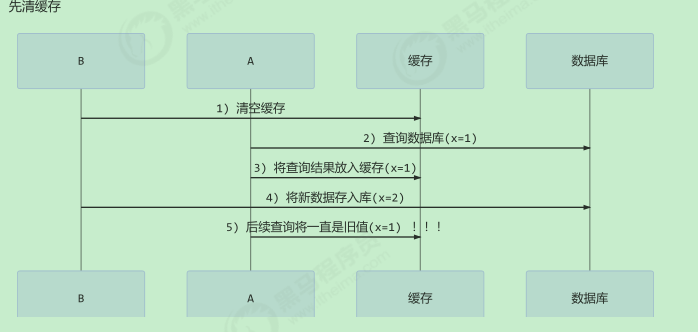 先清缓存
B
A
缓存
数据库
1) 清空缓存
2) 查询数据库(x=1)
3) 将查询结果放入缓存(x=1)
4) 将新数据存入库(x=2)
5) 后续查询将一直是旧值(x=1) !!!
B
A
缓存
数据库